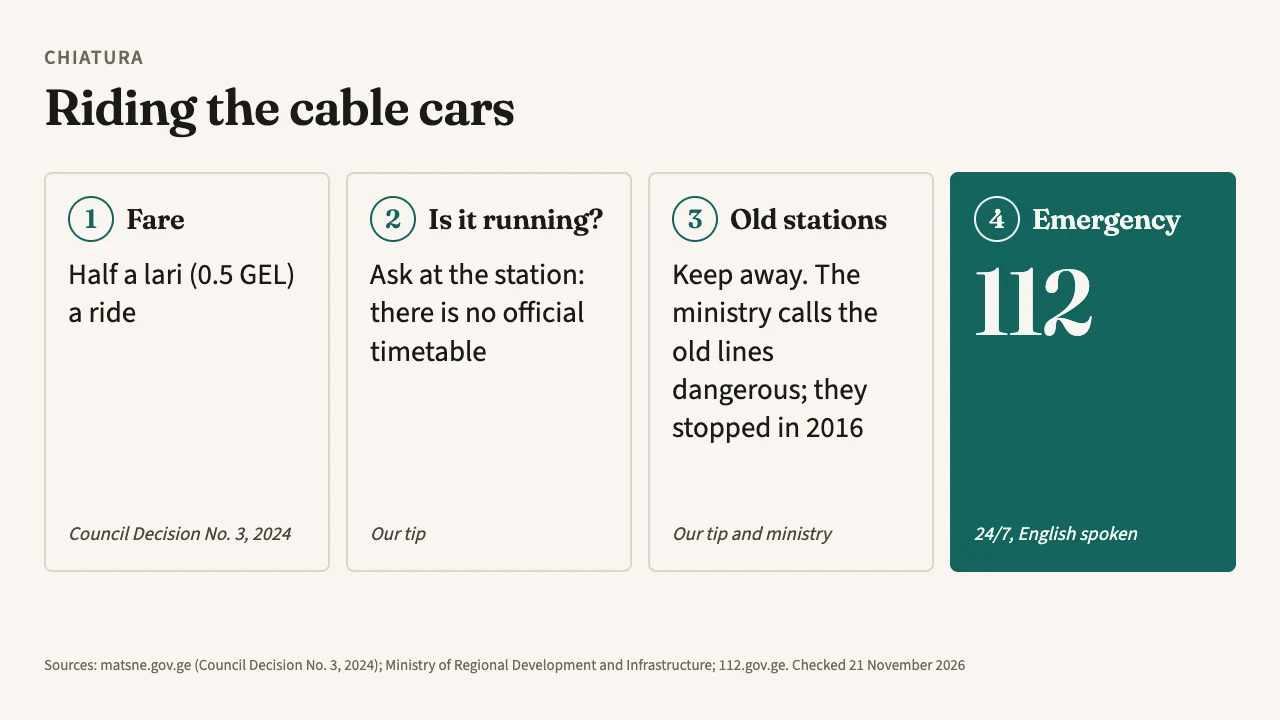 CHIATURA
Riding the cable cars
1 Fare
Half a lari (0.5 GEL)
a ride
Council Decision No. 3, 2024
2 Is it running?
Ask at the station:
there is no official
timetable
Our tip
3 Old stations
Keep away. The
ministry calls the
old lines
dangerous; they
stopped in 2016
Our tip and ministry
4 Emergency
112
24/7, English spoken
Sources: matsne.gov.ge (Council Decision No. 3, 2024); Ministry of Regional Development and Infrastructure; 112.gov.ge. Checked 21 November 2026